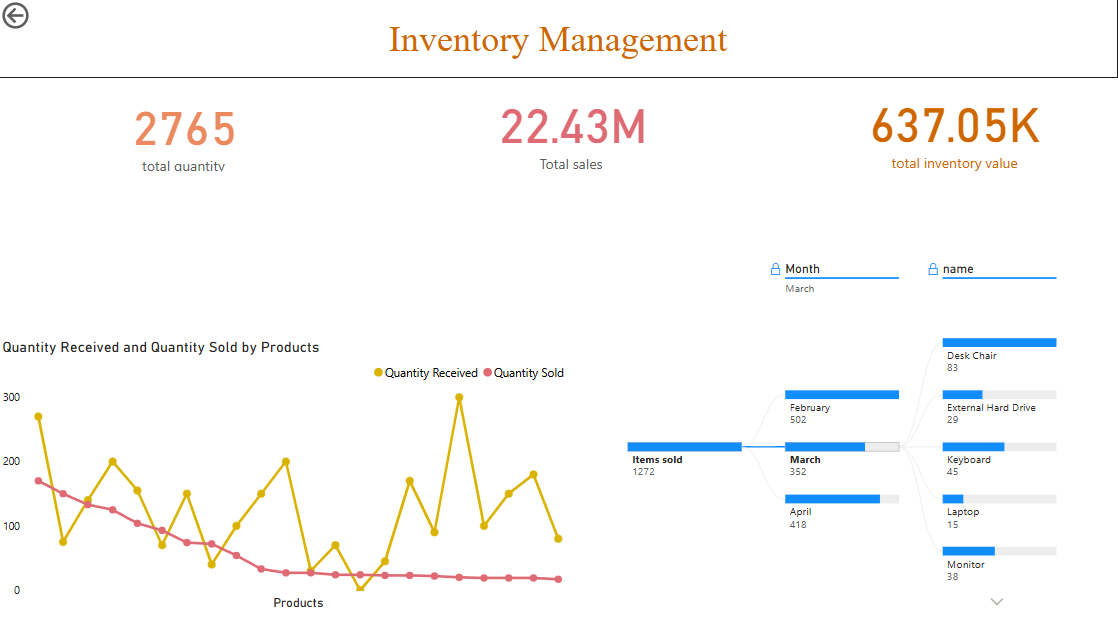 Inventory Management
2765
total quantity
22.43M
Total sales
637.05K
total inventory value
Month
March
name
Quantity Received and Quantity Sold by Products
Quantity Received
Quantity Sold
300
200
100
0
Products
Items sold
1272
February
502
March
352
April
418
Desk Chair
83
External Hard Drive
29
Keyboard
45
Laptop
15
Monitor
38